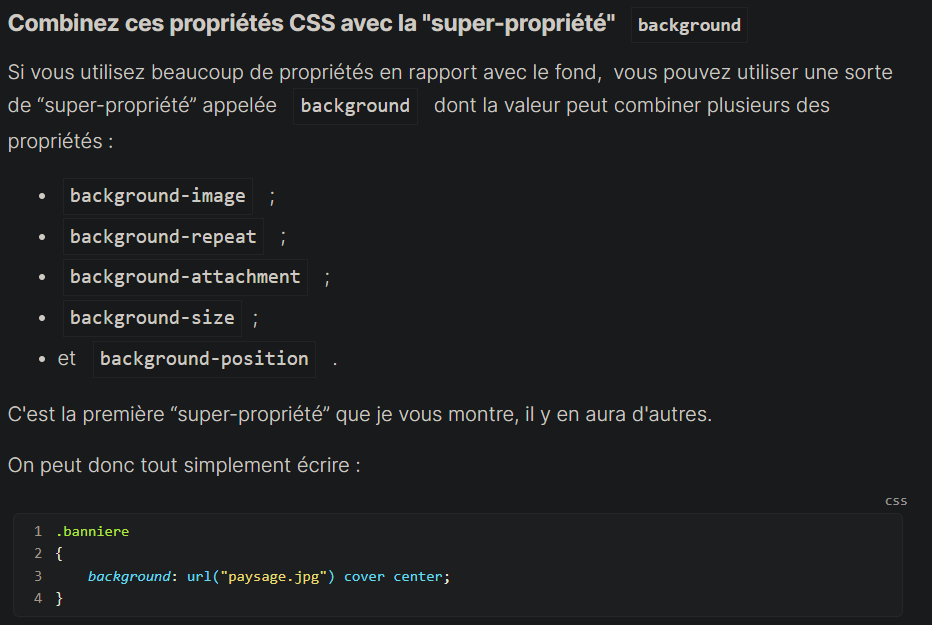 Combinez ces propriétés CSS avec la "super-propriété" background
Si vous utilisez beaucoup de propriétés en rapport avec le fond, vous pouvez utiliser une sorte
de “super-propriété” appelée background dont la valeur peut combiner plusieurs des
propriétés :
• background-image ;
• background-repeat ;
• background-attachment ;
• background-size ;
• et background-position .
C'est la première “super-propriété” que je vous montre, il y en aura d'autres.
On peut donc tout simplement écrire :
css
1 .banniere
2 {
3     background: url("paysage.jpg") cover center;
4 }